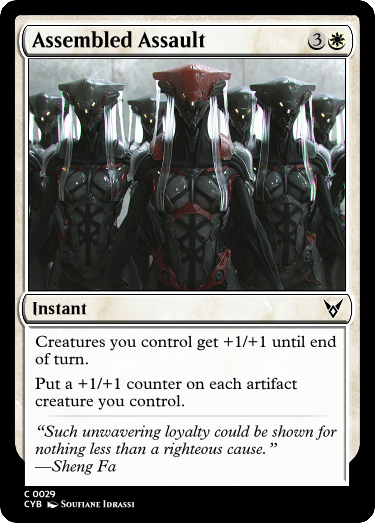 Assembled Assault 3
Instant
Creatures you control get +1/+1 until end
of turn.
Put a +1/+1 counter on each artifact
creature you control.
“Such unwavering loyalty could be shown for
nothing less than a righteous cause.”
—Sheng Fa
C 0029
CYB Soufiane Idrassi